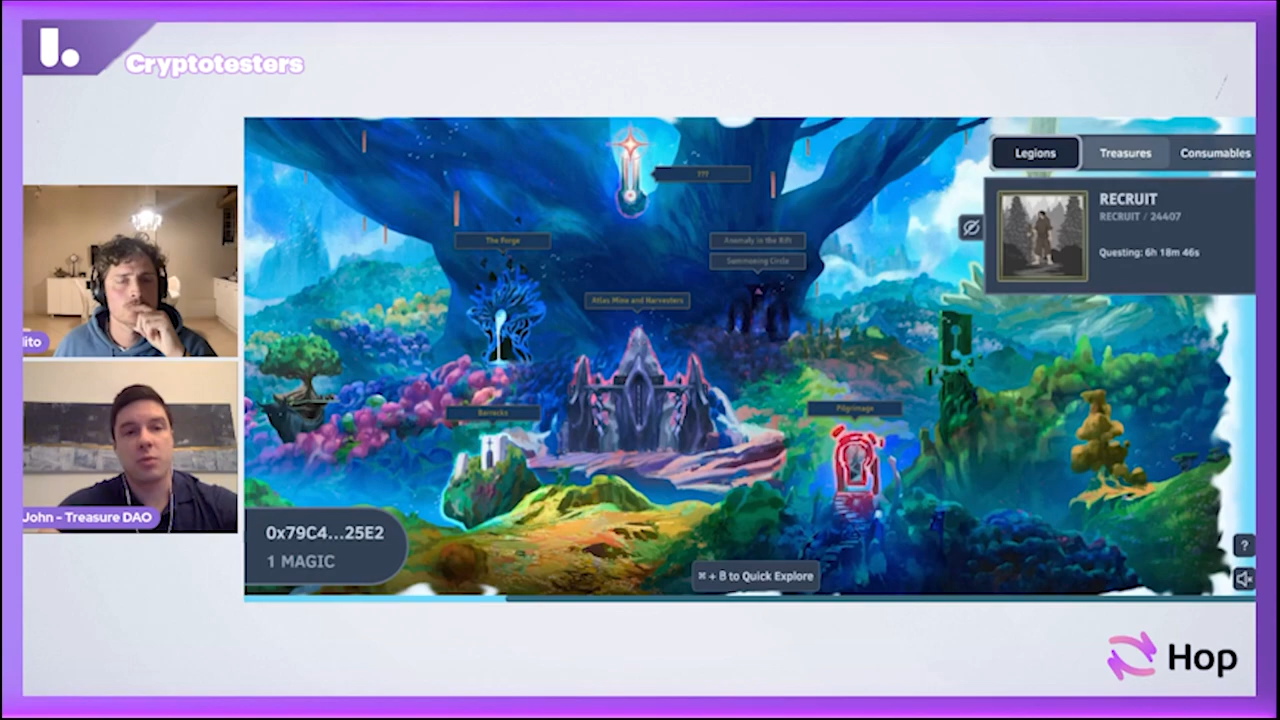 Cryptotesters
ito
John - Treasure DAO
???
The Forge
Anomaly in the Rift
Summoning Circle
Atlas Mine and Harvesters
Barracks
Pilgrimage
Legions
Treasures
Consumables
RECRUIT
RECRUIT / 24407
Questing: 6h 18m 46s
0x79C4...25E2
1 MAGIC
⌘ + B to Quick Explore
?
Hop